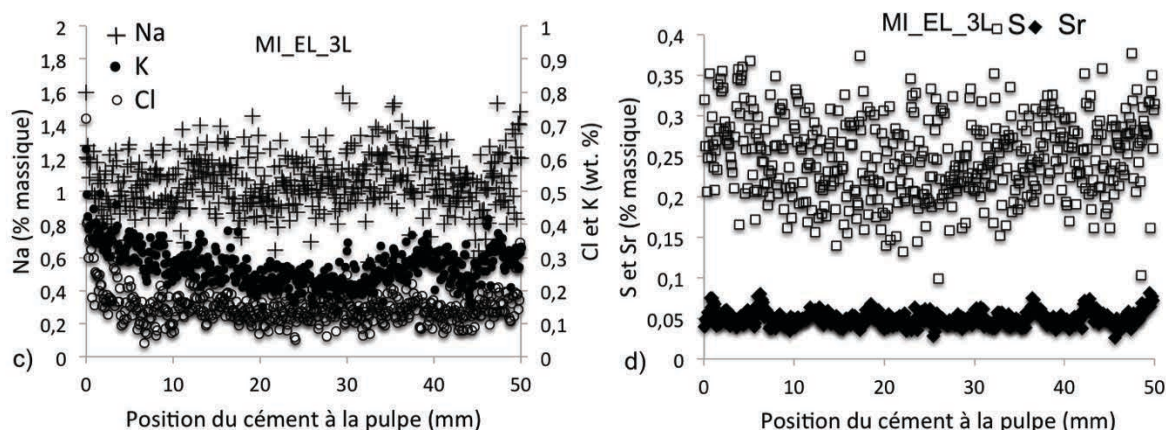 2
1,8
1,6
1,4
1,2
1
0,8
0,6
0,4
0,2
0
Na (% massique)
+ Na
● K
○ Cl
MI_EL_3L
1
0,9
0,8
0,7
0,6
0,5
0,4
0,3
0,2
0,1
0
Cl et K (wt. %)
0 10 20 30 40 50
c) Position du cément à la pulpe (mm)
MI_EL_3L □ S ◆ Sr
0,4
0,35
0,3
0,25
0,2
0,15
0,1
0,05
0
S et Sr (% massique)
0 10 20 30 40 50
d) Position du cément à la pulpe (mm)